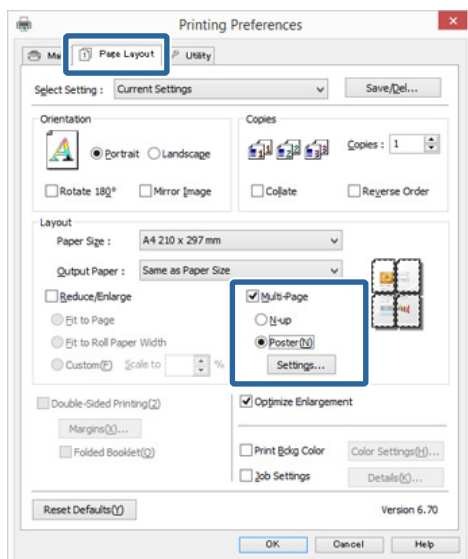 Printing Preferences
Ma Page Layout Utility
Select Setting : Current Settings Save/Del...
Orientation Copies
Portrait Landscape Copies : 1
Rotate 180° Mirror Image Collate Reverse Order
Layout
Paper Size : A4 210 x 297 mm
Output Paper : Same as Paper Size
Reduce/Enlarge Multi-Page
Fit to Page N-up
Fit to Roll Paper Width Poster(N)
Custom(F) Scale to % Settings...
Double-Sided Printing(2) Optimize Enlargement
Margins(X)...
Folded Booklet(O) Print Bckg Color Color Settings(H)...
Job Settings Details(K)...
Reset Defaults(Y) Version 6.70
OK Cancel Help